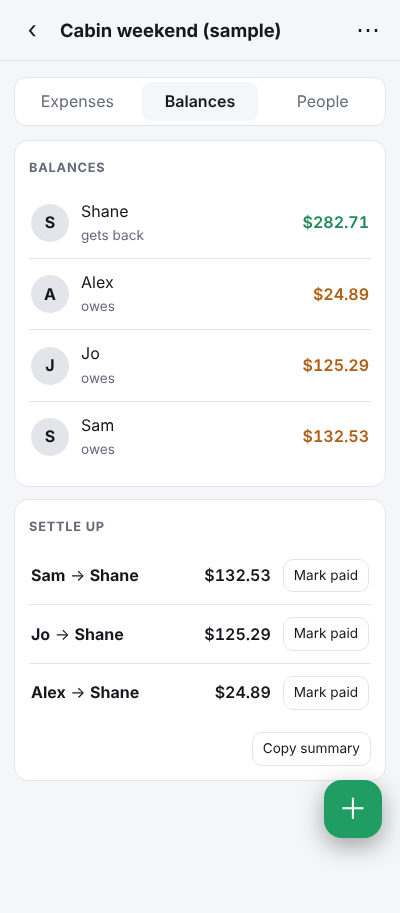 Cabin weekend (sample)
Expenses
Balances
People
BALANCES
S
Shane
gets back
$282.71
A
Alex
owes
$24.89
J
Jo
owes
$125.29
S
Sam
owes
$132.53
SETTLE UP
Sam → Shane
$132.53
Mark paid
Jo → Shane
$125.29
Mark paid
Alex → Shane
$24.89
Mark paid
Copy summary